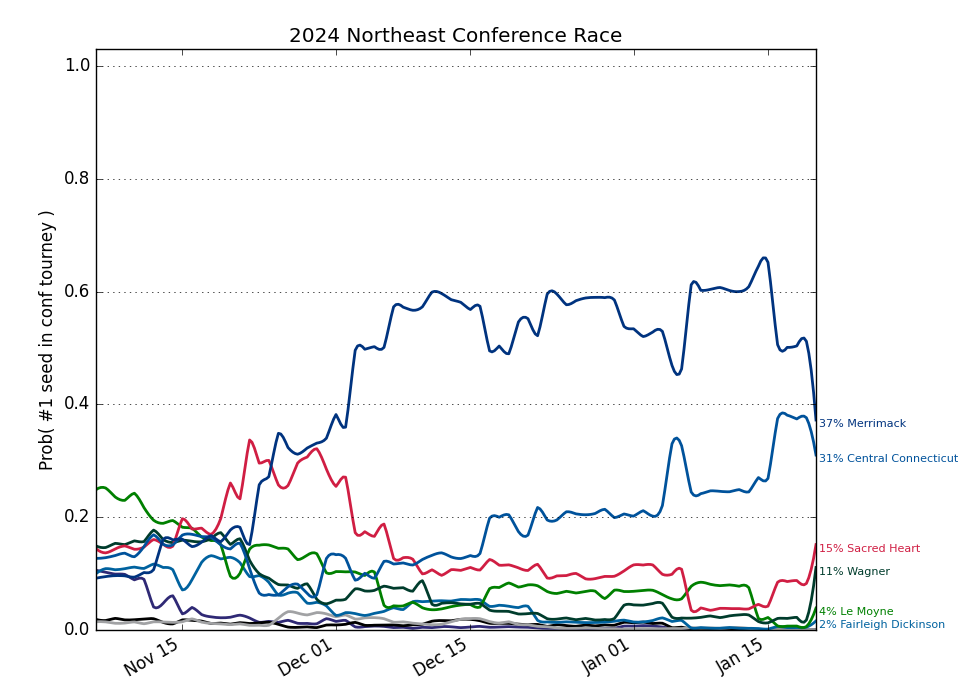 2024 Northeast Conference Race
Prob( #1 seed in conf tourney )
1.0
0.8
0.6
0.4
0.2
0.0
Nov 15
Dec 01
Dec 15
Jan 01
Jan 15
37% Merrimack
31% Central Connecticut
15% Sacred Heart
11% Wagner
4% Le Moyne
2% Fairleigh Dickinson